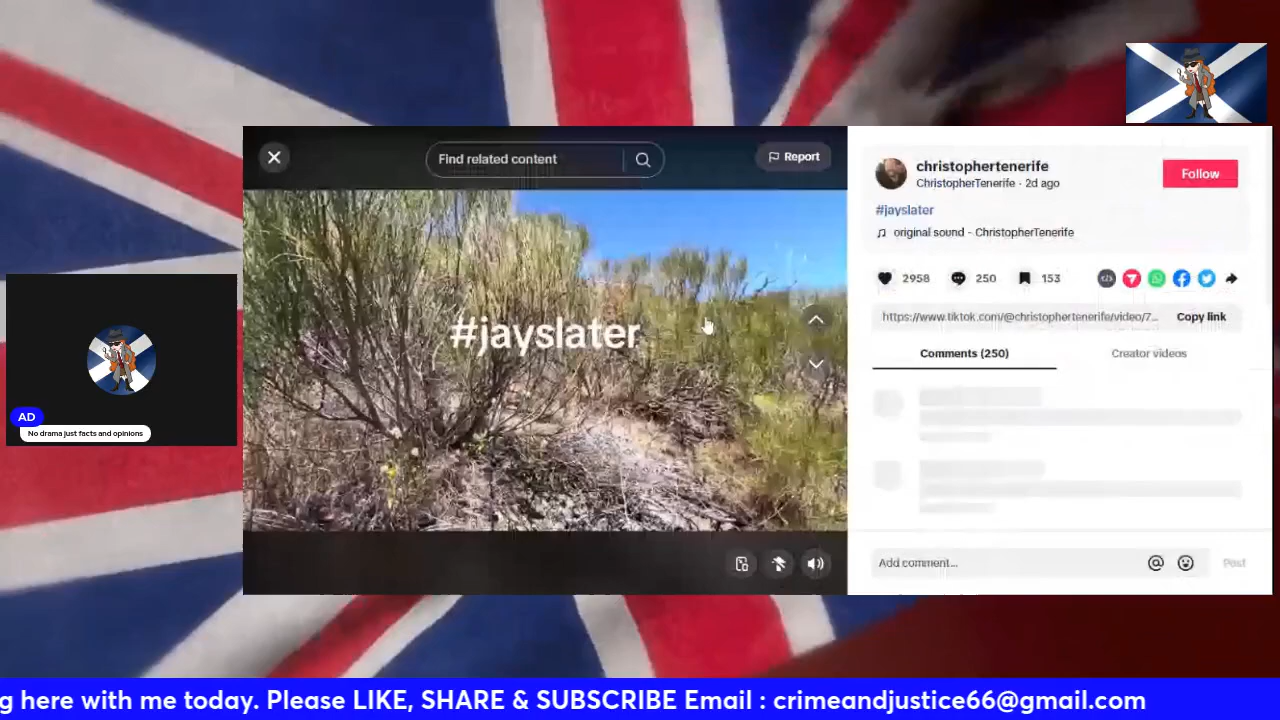 Find related content
Report
#jayslater
christophertenerife
ChristopherTenerife · 2d ago
Follow
#jayslater
original sound - ChristopherTenerife
2958
250
153
https://www.tiktok.com/@christophertenerife/video/7...
Copy link
Comments (250)
Creator videos
Add comment...
Post
AD
No drama just facts and opinions
g here with me today. Please LIKE, SHARE & SUBSCRIBE Email : crimeandjustice66@gmail.com